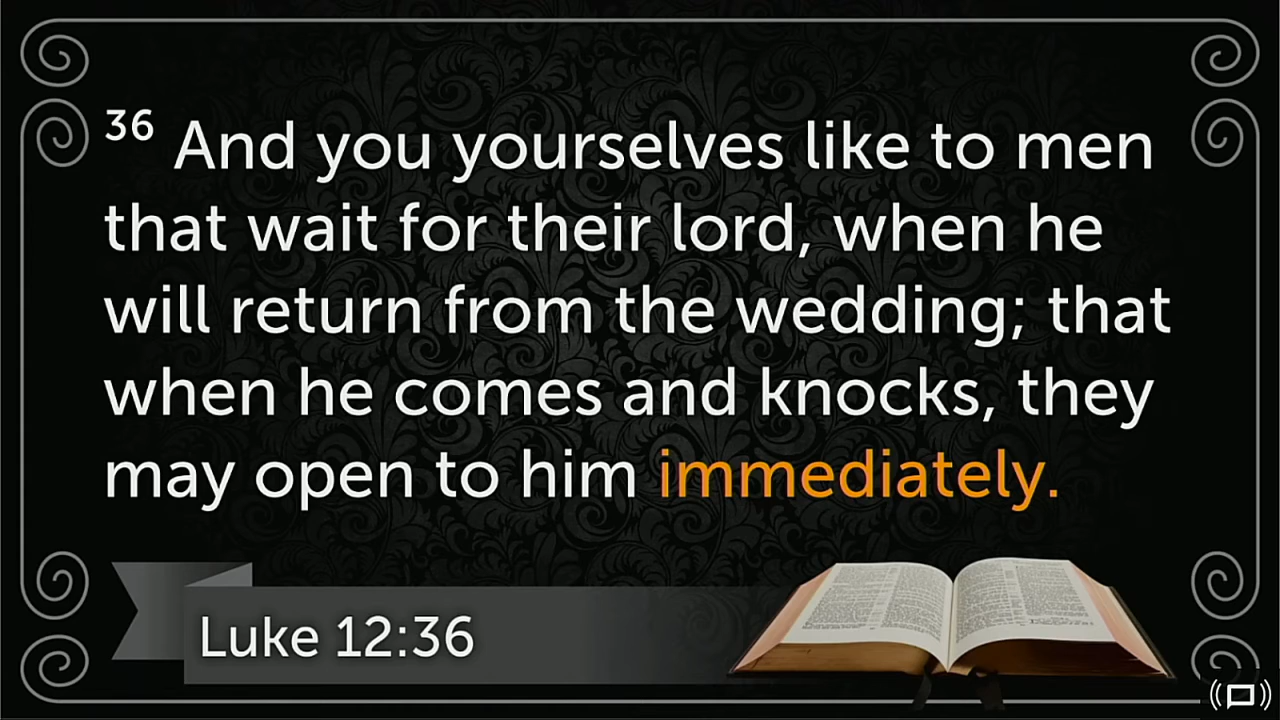 36 And you yourselves like to men
that wait for their lord, when he
will return from the wedding; that
when he comes and knocks, they
may open to him immediately.
Luke 12:36